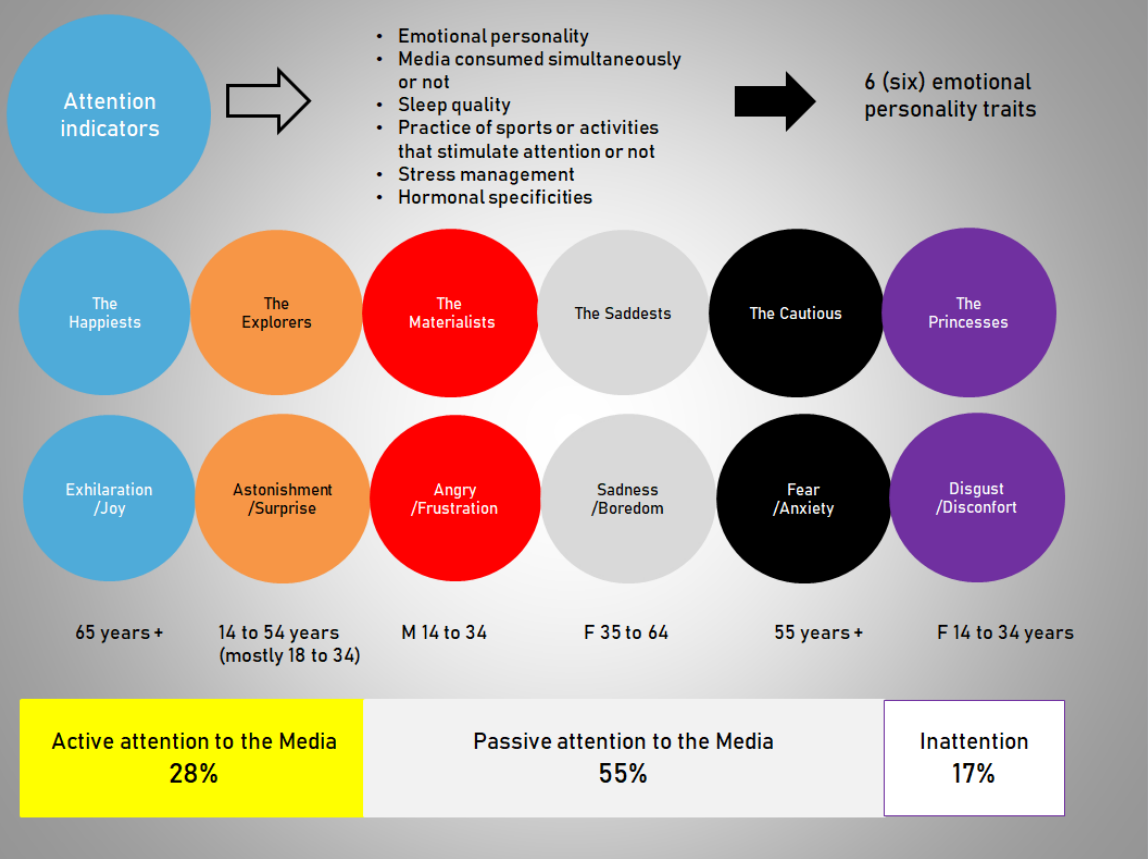 Attention
indicators
• Emotional personality
• Media consumed simultaneously
or not
• Sleep quality
• Practice of sports or activities
that stimulate attention or not
• Stress management
• Hormonal specificities
6 (six) emotional
personality traits
The
Happiests
The
Explorers
The
Materialists
The Saddests
The Cautious
The
Princesses
Exhilaration
/Joy
Astonishment
/Surprise
Angry
/Frustration
Sadness
/Boredom
Fear
/Anxiety
Disgust
/Disconfort
65 years +
14 to 54 years
(mostly 18 to 34)
M 14 to 34
F 35 to 64
55 years +
F 14 to 34 years
Active attention to the Media
28%
Passive attention to the Media
55%
Inattention
17%